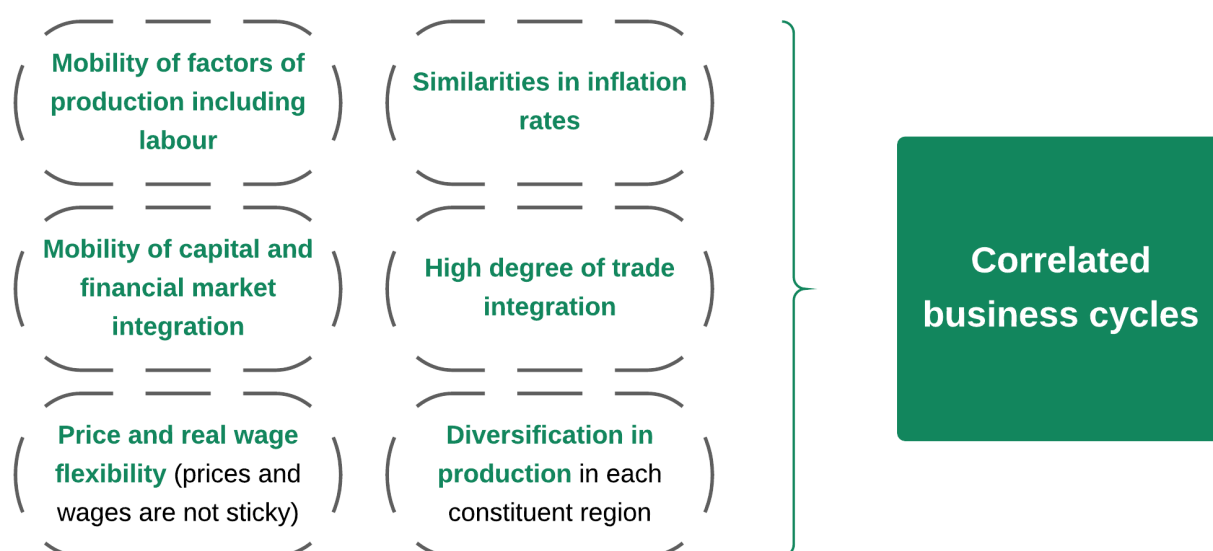 Mobility of factors of
production including
labour
Similarities in inflation
rates
Mobility of capital and
financial market
integration
High degree of trade
integration
Price and real wage
flexibility (prices and
wages are not sticky)
Diversification in
production in each
constituent region
Correlated
business cycles